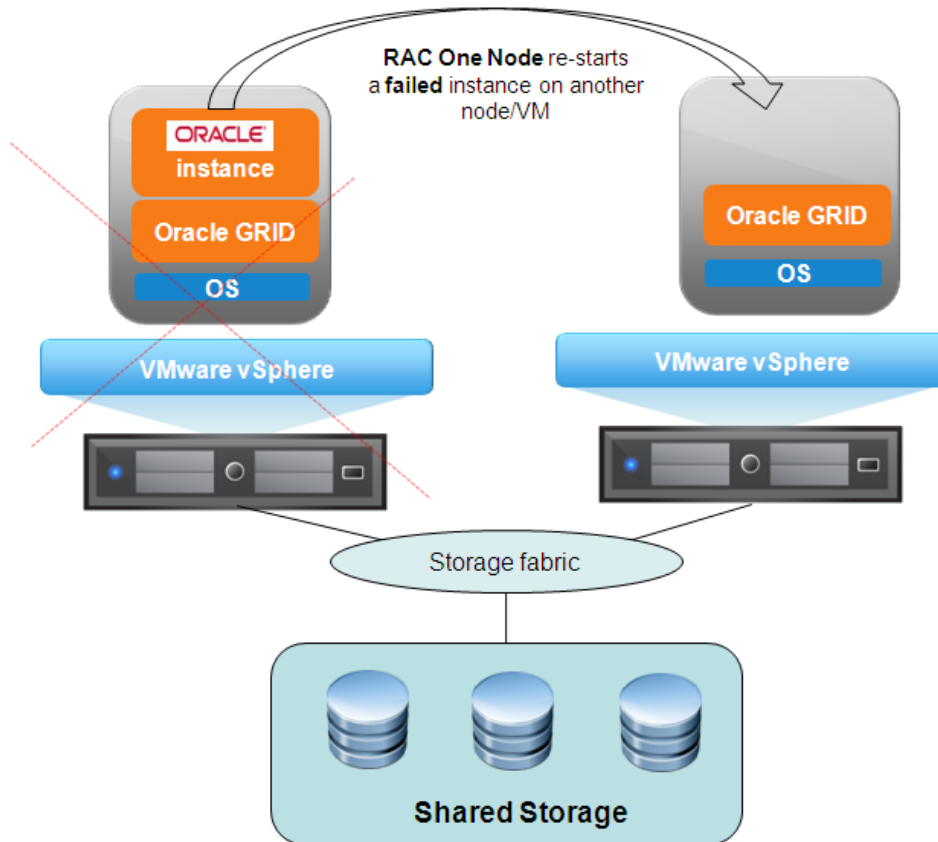 RAC One Node re-starts
a failed instance on another
node/VM
ORACLE
instance
Oracle GRID
OS
Oracle GRID
OS
VMware vSphere
VMware vSphere
Storage fabric
Shared Storage